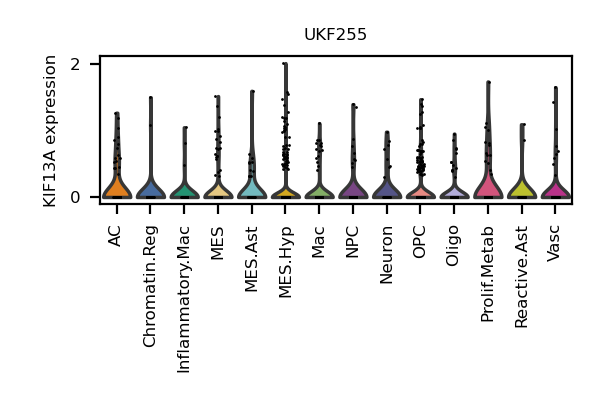 UKF255
KIF13A expression
2
0
AC
Chromatin.Reg
Inflammatory.Mac
MES
MES.Ast
MES.Hyp
Mac
NPC
Neuron
OPC
Oligo
Prolif.Metab
Reactive.Ast
Vasc